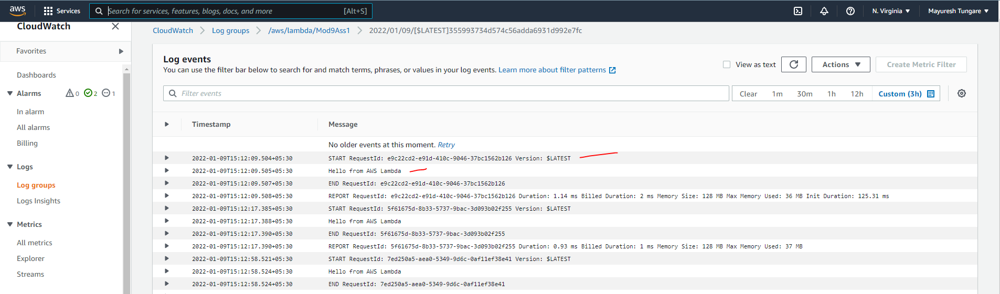 aws Services Search for services, features, blogs, docs, and more [Alt+S] N. Virginia Mayuresh Tungare
CloudWatch
Favorites
Dashboards
Alarms 0 2 1
In alarm
All alarms
Billing
Logs
Log groups
Logs Insights
Metrics
All metrics
Explorer
Streams
CloudWatch Log groups /aws/lambda/Mod9Ass1 2022/01/09/[$LATEST]355993734d574c56adda6931d992e7fc
Log events
You can use the filter bar below to search for and match terms, phrases, or values in your log events. Learn more about filter patterns
View as text Actions Create Metric Filter
Filter events Clear 1m 30m 1h 12h Custom (3h)
Timestamp Message
No older events at this moment. Retry
2022-01-09T15:12:09.504+05:30 START RequestId: e9c22cd2-e91d-410c-9046-37bc1562b126 Version: $LATEST
2022-01-09T15:12:09.505+05:30 Hello from AWS Lambda
2022-01-09T15:12:09.507+05:30 END RequestId: e9c22cd2-e91d-410c-9046-37bc1562b126
2022-01-09T15:12:09.508+05:30 REPORT RequestId: e9c22cd2-e91d-410c-9046-37bc1562b126 Duration: 1.14 ms Billed Duration: 2 ms Memory Size: 128 MB Max Memory Used: 36 MB Init Duration: 125.31 ms
2022-01-09T15:12:17.385+05:30 START RequestId: 5f61675d-8b33-5737-9bac-3d093b02f255 Version: $LATEST
2022-01-09T15:12:17.388+05:30 Hello from AWS Lambda
2022-01-09T15:12:17.390+05:30 END RequestId: 5f61675d-8b33-5737-9bac-3d093b02f255
2022-01-09T15:12:17.390+05:30 REPORT RequestId: 5f61675d-8b33-5737-9bac-3d093b02f255 Duration: 0.93 ms Billed Duration: 1 ms Memory Size: 128 MB Max Memory Used: 37 MB
2022-01-09T15:12:58.521+05:30 START RequestId: 7ed250a5-aea0-5349-9d6c-0af11ef38e41 Version: $LATEST
2022-01-09T15:12:58.524+05:30 Hello from AWS Lambda
2022-01-09T15:12:58.524+05:30 END RequestId: 7ed250a5-aea0-5349-9d6c-0af11ef38e41